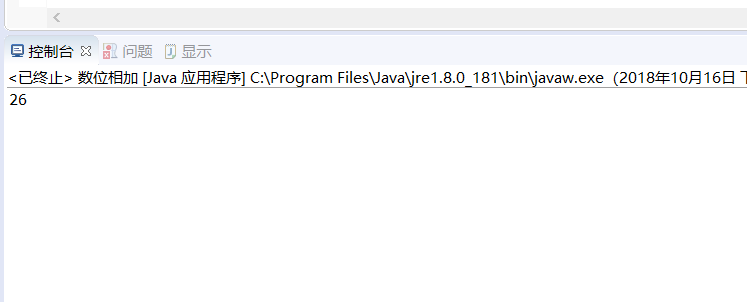 控制台 问题 显示
<已终止> 数位相加 [Java 应用程序] C:\Program Files\Java\jre1.8.0_181\bin\javaw.exe（2018年10月16日 下
26